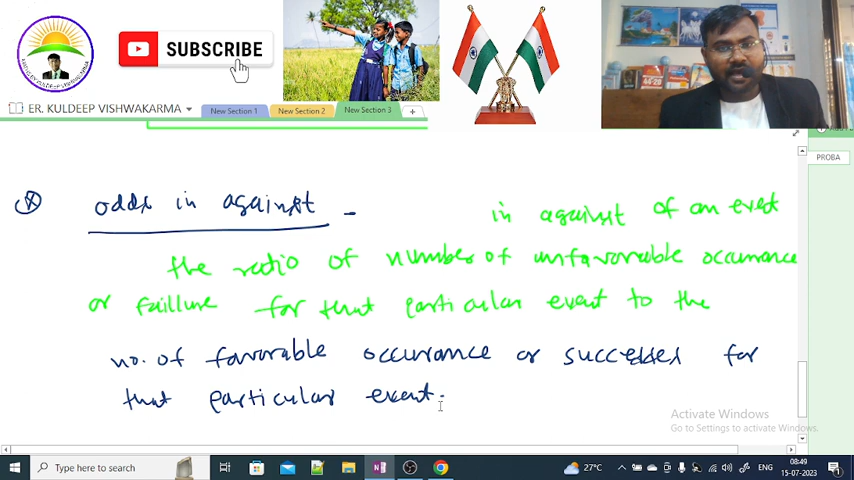 SUBSCRIBE
ER. KULDEEP VISHWAKARMA
New Section 1
New Section 2
New Section 3
PROBA
odds in against -
in against of an event
the ratio of number of unfavorable occurrance
or faillure for that particular event to the
no. of favorable occurance or successes for
that particular event.
Activate Windows
Go to Settings to activate Windows.
Type here to search
27°C
ENG
08:49
15-07-2023